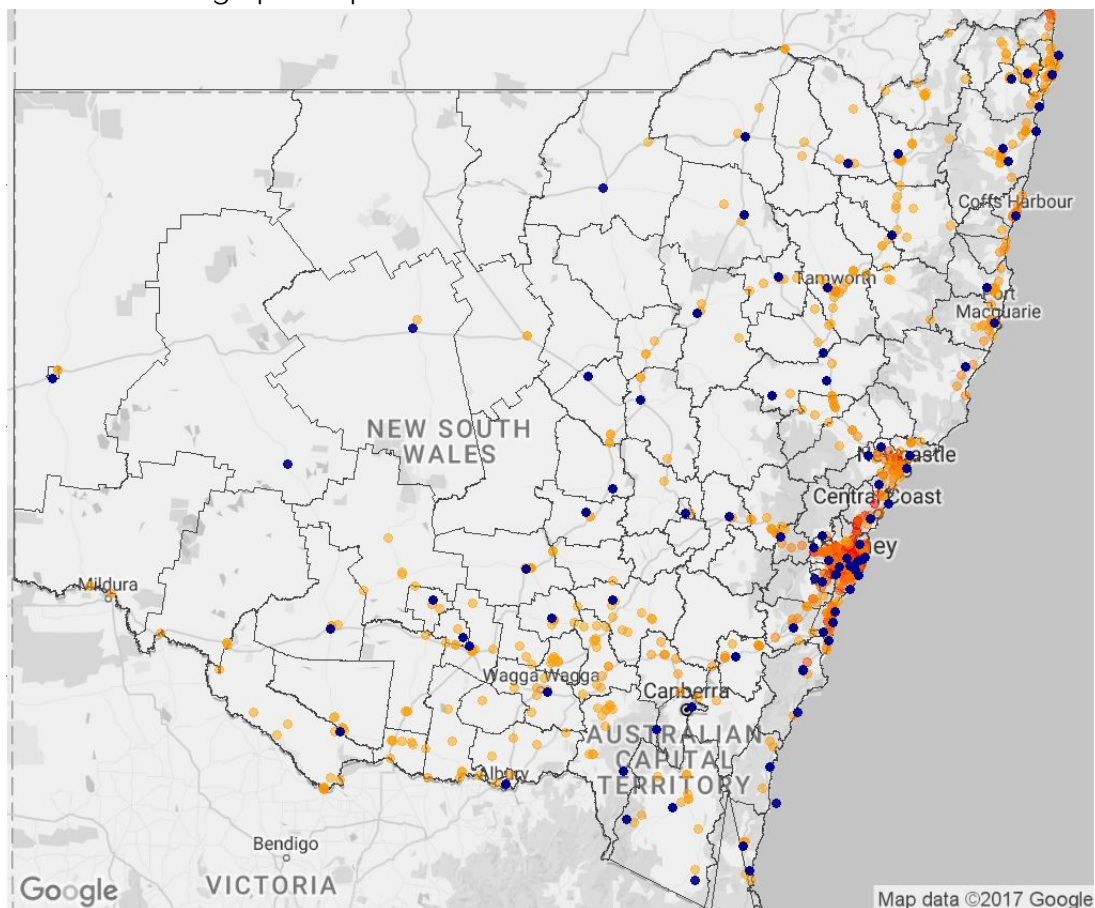 Coffs Harbour
Tamworth
Port
Macquarie
NEW SOUTH
WALES
Newcastle
Central Coast
ney
Mildura
Wagga Wagga
Canberra
AUSTRALIAN
CAPITAL
TERRITORY
Albury
Bendigo
VICTORIA
Google
Map data ©2017 Google